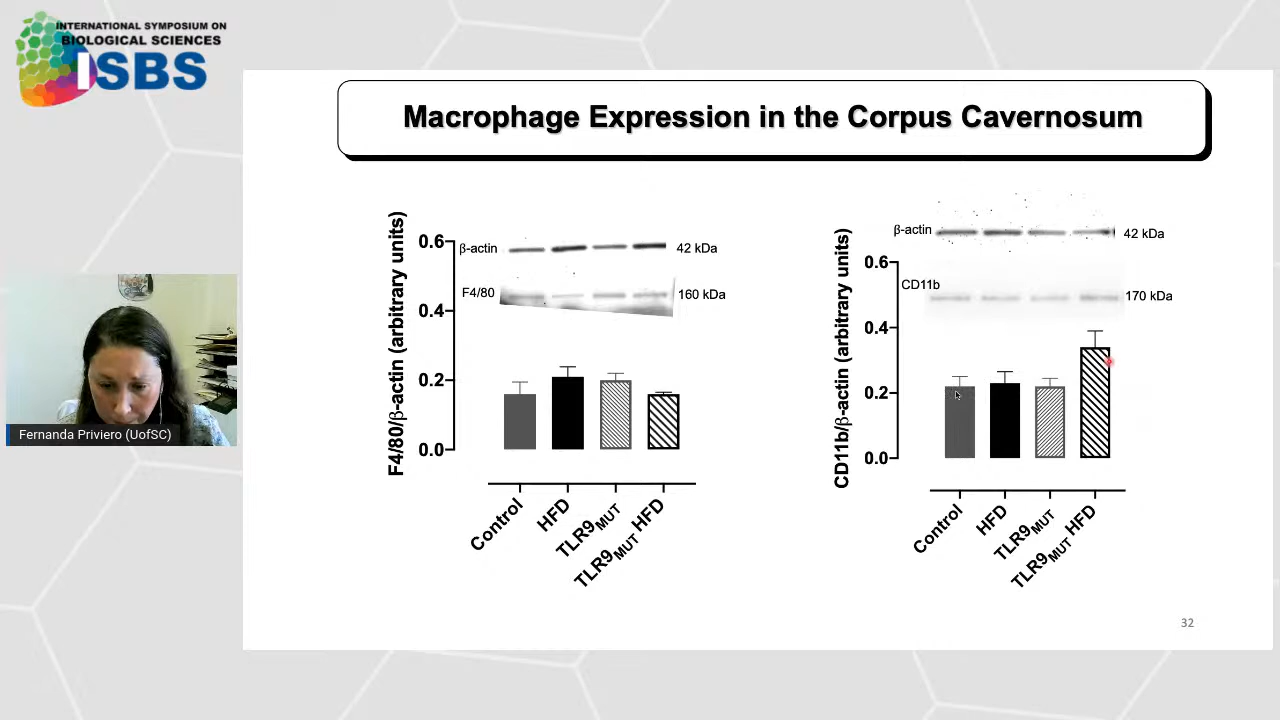 INTERNATIONAL SYMPOSIUM ON
BIOLOGICAL SCIENCES
ISBS
Macrophage Expression in the Corpus Cavernosum
F4/80/β-actin (arbitrary units)
0.6
0.4
0.2
0.0
β-actin
42 kDa
F4/80
160 kDa
Control
HFD
TLR9MUT
TLR9MUT HFD
CD11b/β-actin (arbitrary units)
0.6
0.4
0.2
0.0
β-actin
42 kDa
CD11b
170 kDa
Control
HFD
TLR9MUT
TLR9MUT HFD
Fernanda Priviero (UofSC)
32